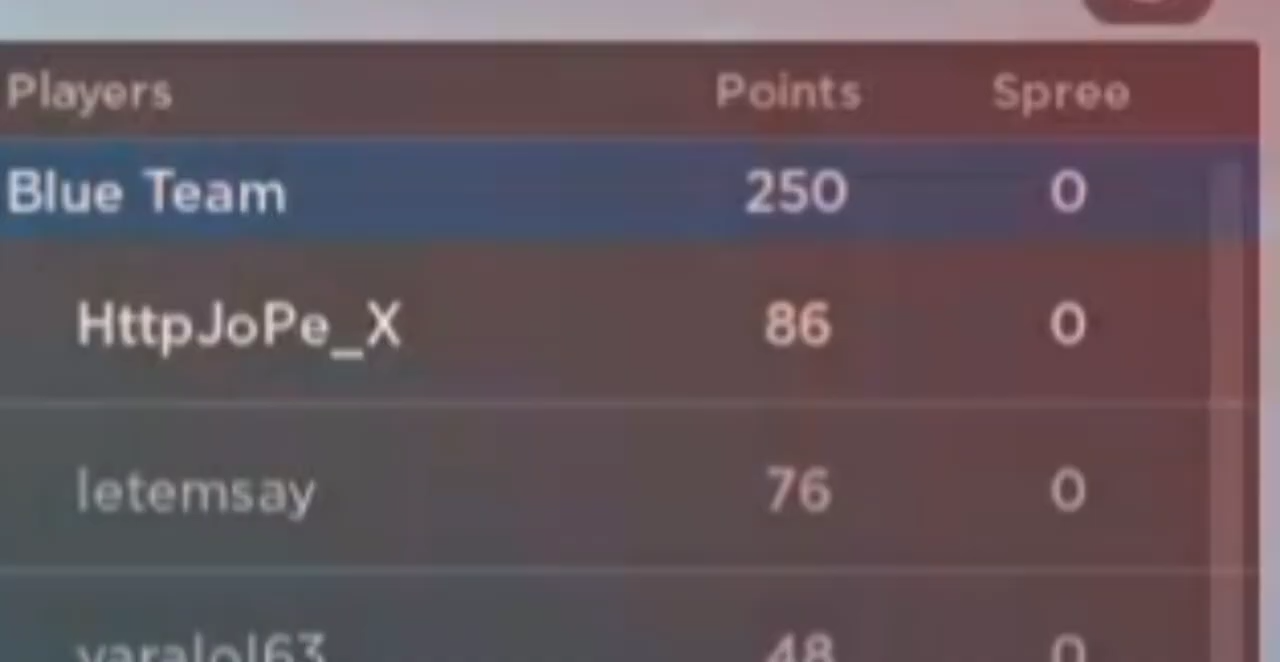 Players Points Spree
Blue Team 250 0
HttpJoPe_X 86 0
letemsay 76 0
48 0